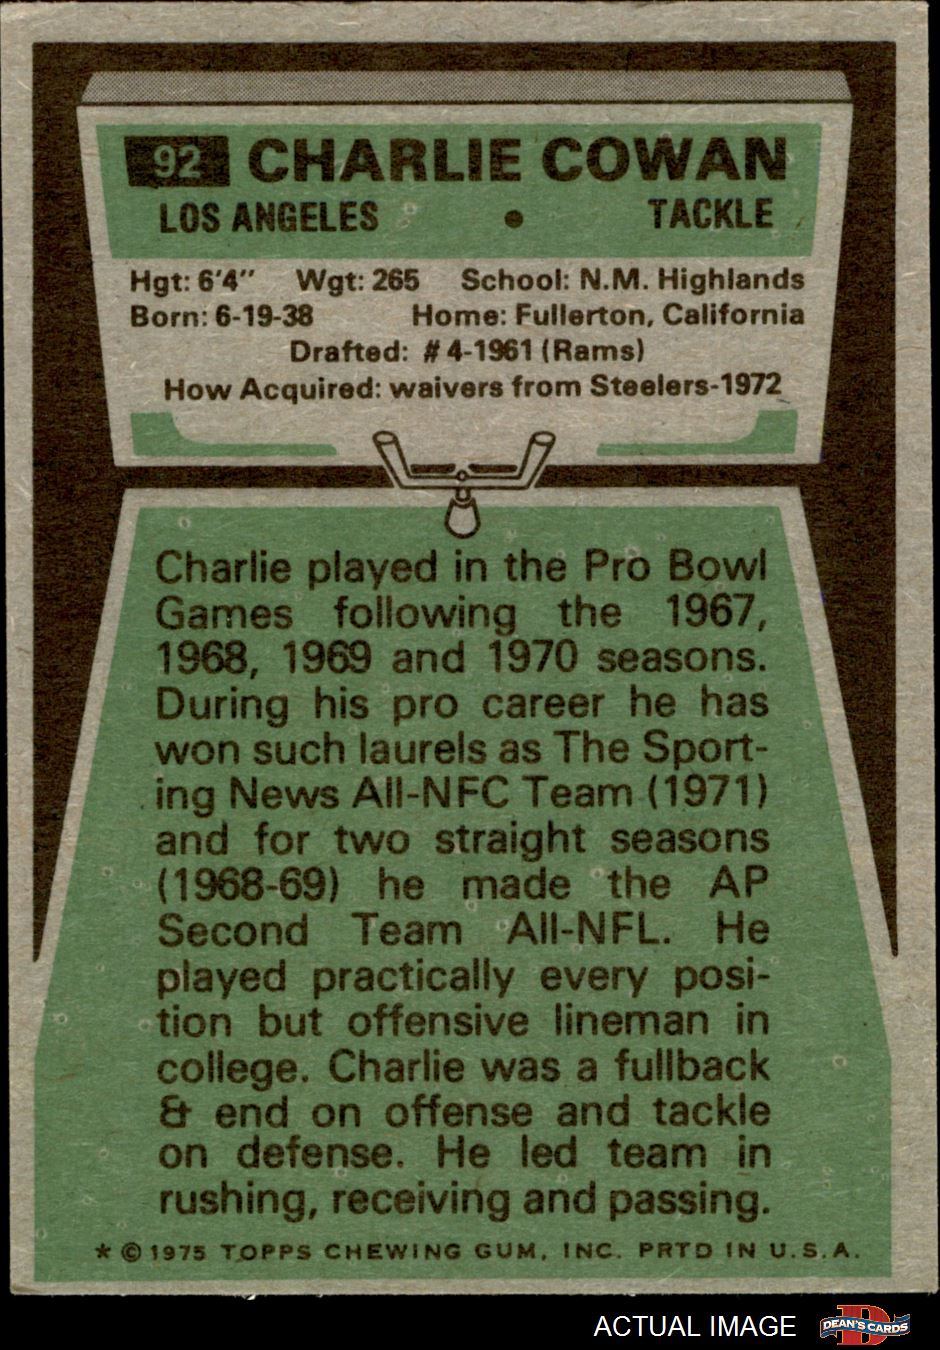 92 CHARLIE COWAN
LOS ANGELES • TACKLE
Hgt: 6'4" Wgt: 265 School: N.M. Highlands
Born: 6-19-38 Home: Fullerton, California
Drafted: #4-1961 (Rams)
How Acquired: waivers from Steelers-1972
Charlie played in the Pro Bowl
Games following the 1967,
1968, 1969 and 1970 seasons.
During his pro career he has
won such laurels as The Sport-
ing News All-NFC Team (1971)
and for two straight seasons
(1968-69) he made the AP
Second Team All-NFL. He
played practically every posi-
tion but offensive lineman in
college. Charlie was a fullback
& end on offense and tackle
on defense. He led team in
rushing, receiving and passing.
* © 1975 TOPPS CHEWING GUM, INC. PRTD IN U.S.A.
ACTUAL IMAGE D DEAN'S CARDS